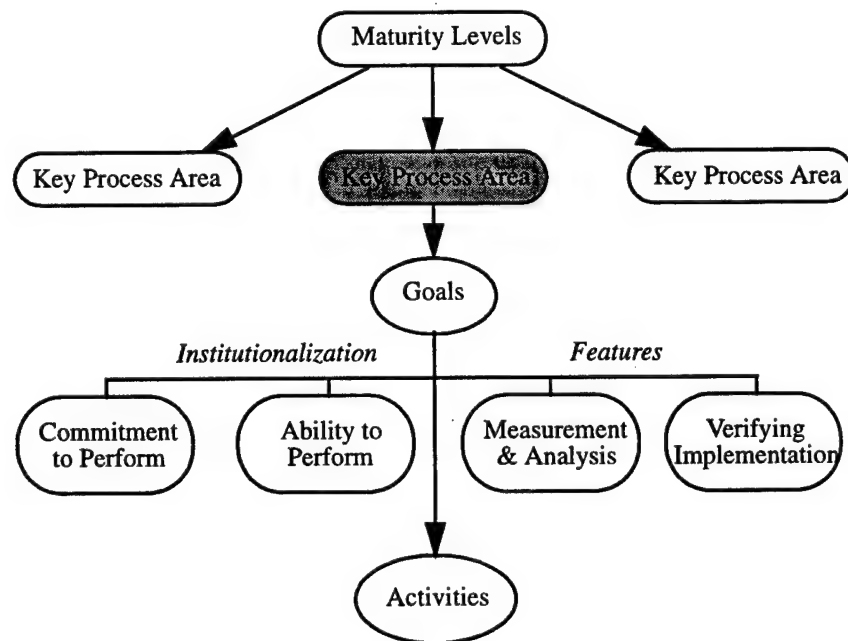 Maturity Levels
Key Process Area
Key Process Area
Key Process Area
Goals
Institutionalization
Features
Commitment
to Perform
Ability to
Perform
Measurement
& Analysis
Verifying
Implementation
Activities